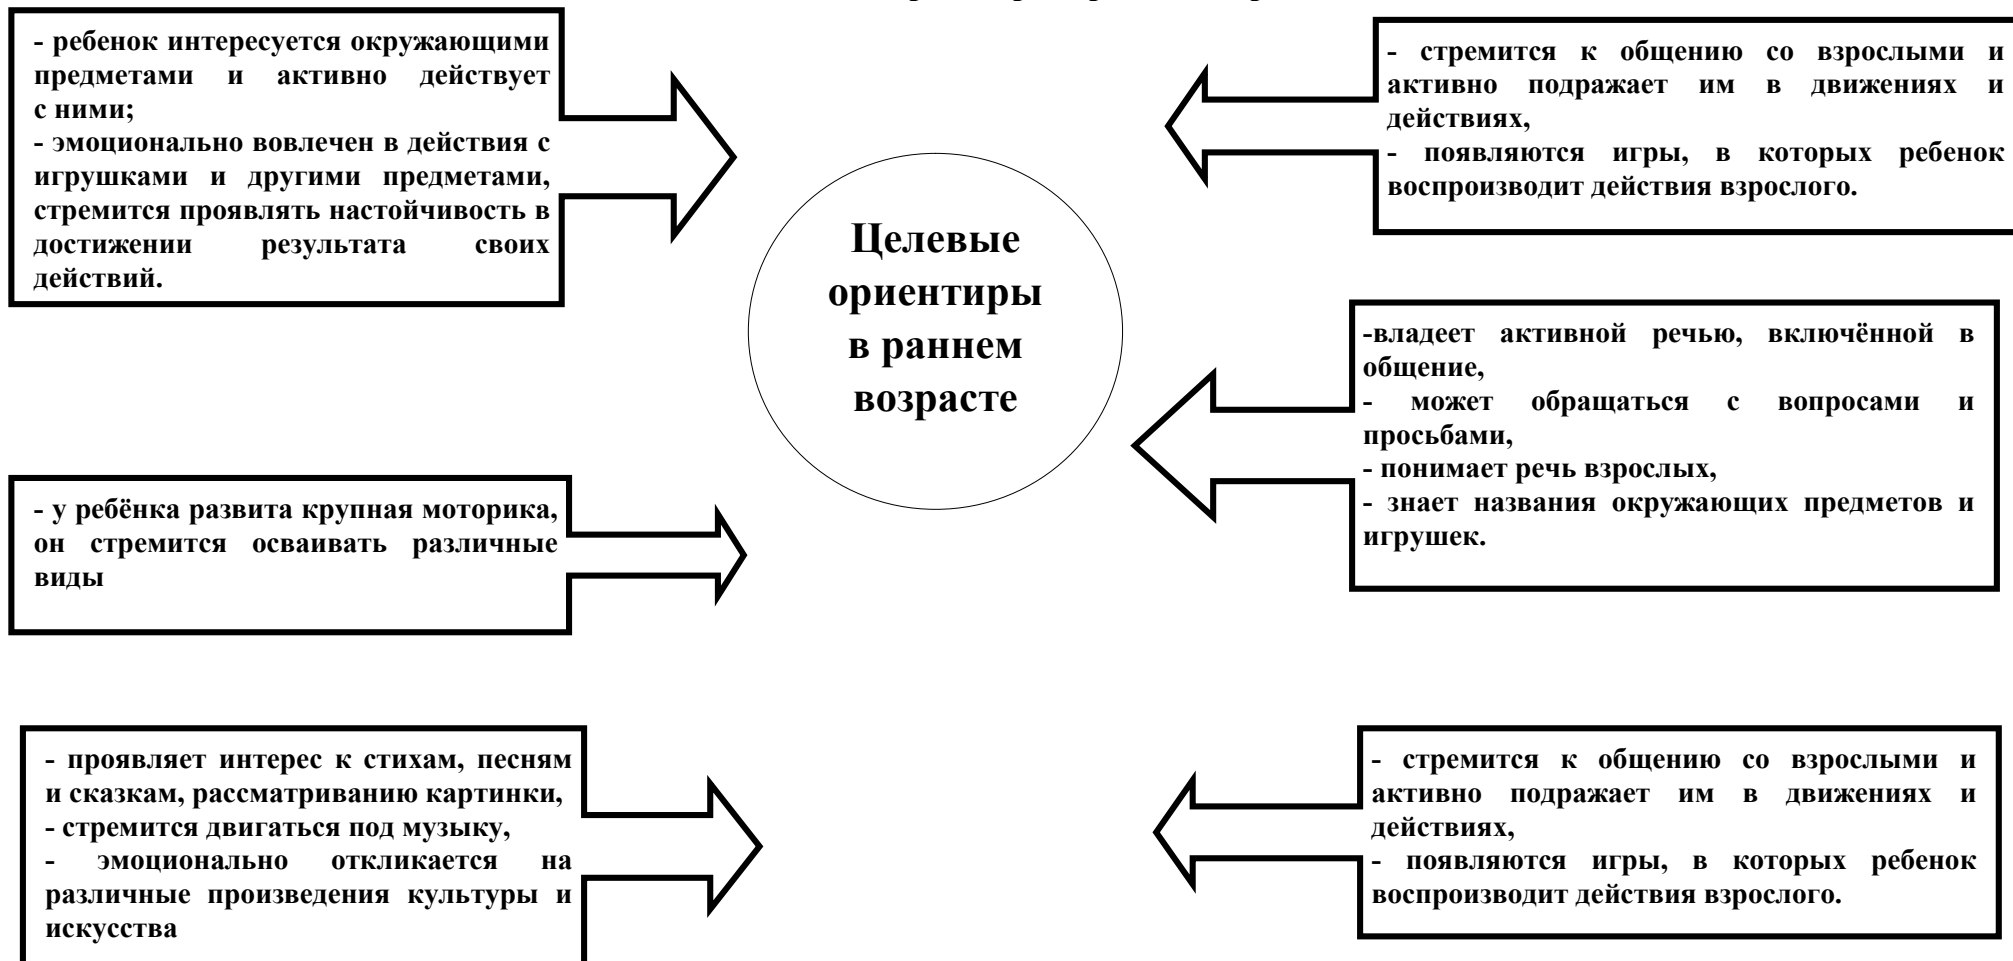 - ребенок интересуется окружающими
предметами и активно действует
с ними;
- эмоционально вовлечен в действия с
игрушками и другими предметами,
стремится проявлять настойчивость в
достижении результата своих
действий.
- стремится к общению со взрослыми и
активно подражает им в движениях и
действиях,
- появляются игры, в которых ребенок
воспроизводит действия взрослого.
Целевые
ориентиры
в раннем
возрасте
-владеет активной речью, включённой в
общение,
- может обращаться с вопросами и
просьбами,
- понимает речь взрослых,
- знает названия окружающих предметов и
игрушек.
- у ребёнка развита крупная моторика,
он стремится осваивать различные
виды
- проявляет интерес к стихам, песням
и сказкам, рассматриванию картинки,
- стремится двигаться под музыку,
- эмоционально откликается на
различные произведения культуры и
искусства
- стремится к общению со взрослыми и
активно подражает им в движениях и
действиях,
- появляются игры, в которых ребенок
воспроизводит действия взрослого.